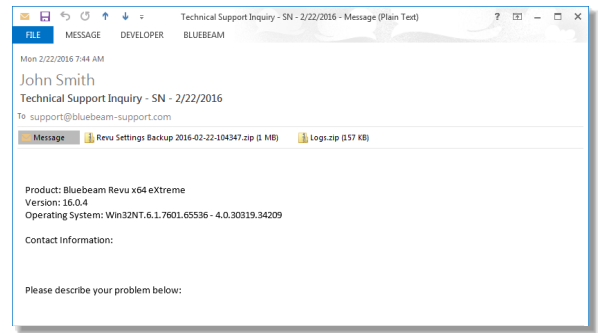 Technical Support Inquiry - SN - 2/22/2016 - Message (Plain Text)
FILE MESSAGE DEVELOPER BLUEBEAM
Mon 2/22/2016 7:44 AM
John Smith
Technical Support Inquiry - SN - 2/22/2016
To support@bluebeam-support.com
Message Revu Settings Backup 2016-02-22-104347.zip (1 MB) Logs.zip (157 KB)
Product: Bluebeam Revu x64 eXtreme
Version: 16.0.4
Operating System: Win32NT.6.1.7601.65536 - 4.0.30319.34209
Contact Information:
Please describe your problem below: